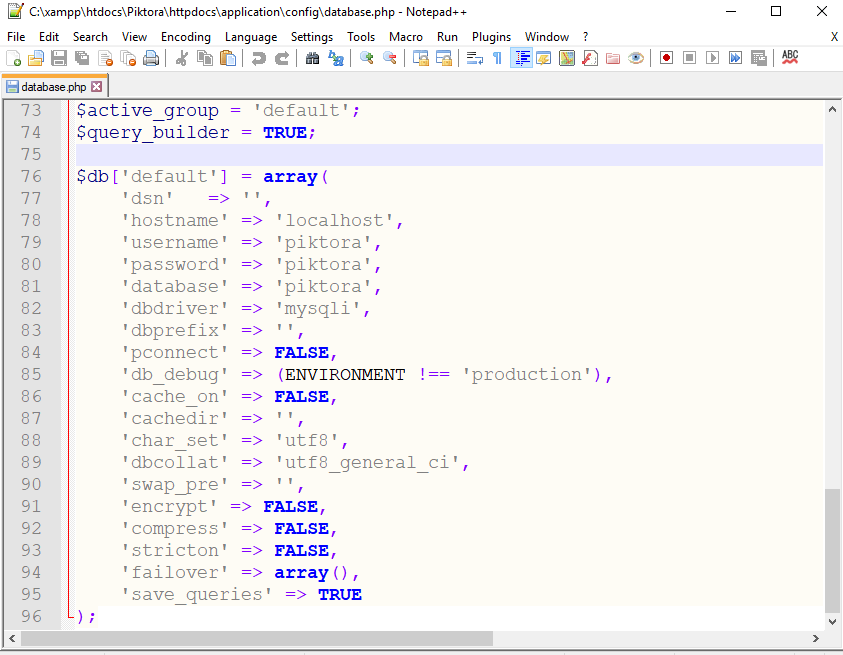 C:\xampp\htdocs\Piktora\httpdocs\application\config\database.php - Notepad++
File Edit Search View Encoding Language Settings Tools Macro Run Plugins Window ? X
ABC
database.php
73 $active_group = 'default';
74 $query_builder = TRUE;
75
76 $db['default'] = array(
77 'dsn'   => '',
78 'hostname' => 'localhost',
79 'username' => 'piktora',
80 'password' => 'piktora',
81 'database' => 'piktora',
82 'dbdriver' => 'mysqli',
83 'dbprefix' => '',
84 'pconnect' => FALSE,
85 'db_debug' => (ENVIRONMENT !== 'production'),
86 'cache_on' => FALSE,
87 'cachedir' => '',
88 'char_set' => 'utf8',
89 'dbcollat' => 'utf8_general_ci',
90 'swap_pre' => '',
91 'encrypt' => FALSE,
92 'compress' => FALSE,
93 'stricton' => FALSE,
94 'failover' => array(),
95 'save_queries' => TRUE
96 );